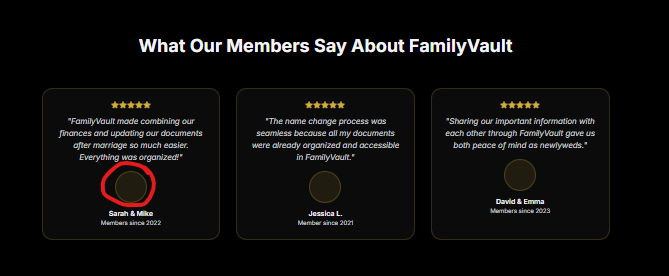 What Our Members Say About FamilyVault
"FamilyVault made combining our
finances and updating our documents
after marriage so much easier.
Everything was organized!"
Sarah & Mike
Members since 2022
"The name change process was
seamless because all my documents
were already organized and accessible
in FamilyVault."
Jessica L.
Member since 2021
"Sharing our important information with
each other through FamilyVault gave us
both peace of mind as newlyweds."
David & Emma
Members since 2023